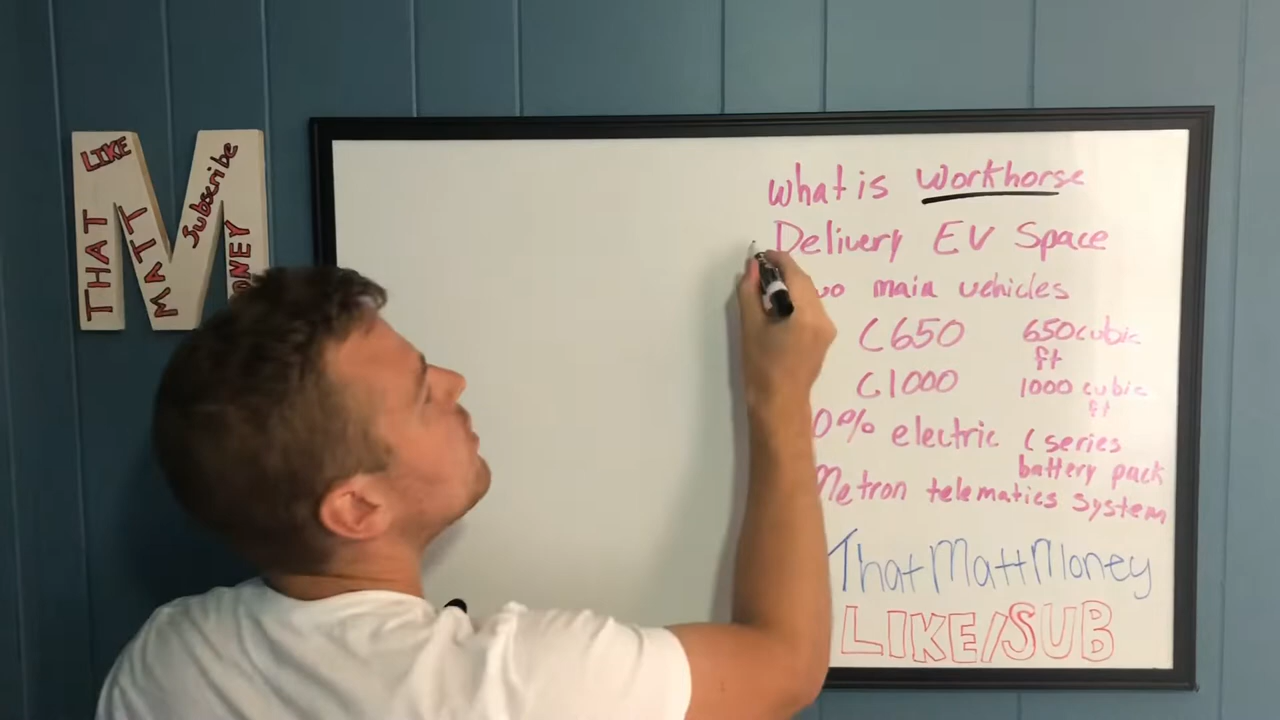 LIKE
THAT
MATT
Subscribe
What is Workhorse
Delivery EV Space
main vehicles
C650 650 cubic
ft
C1000 1000 cubic
ft
0% electric C series
battery pack
Metron telematics system
ThatMattMoney
LIKE/SUB